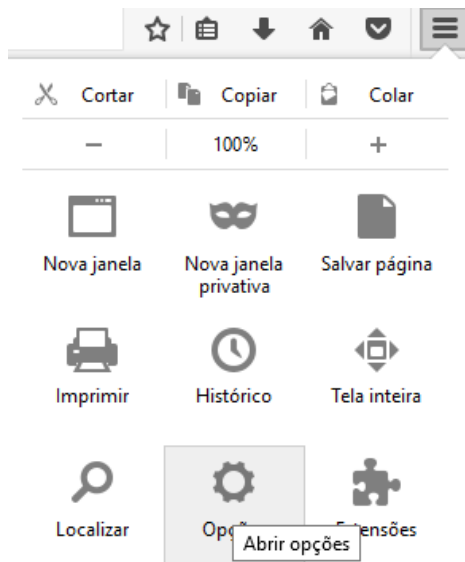 Cortar Copiar Colar
100%
Nova janela Nova janela privativa Salvar página
Imprimir Histórico Tela inteira
Localizar
Abrir opções